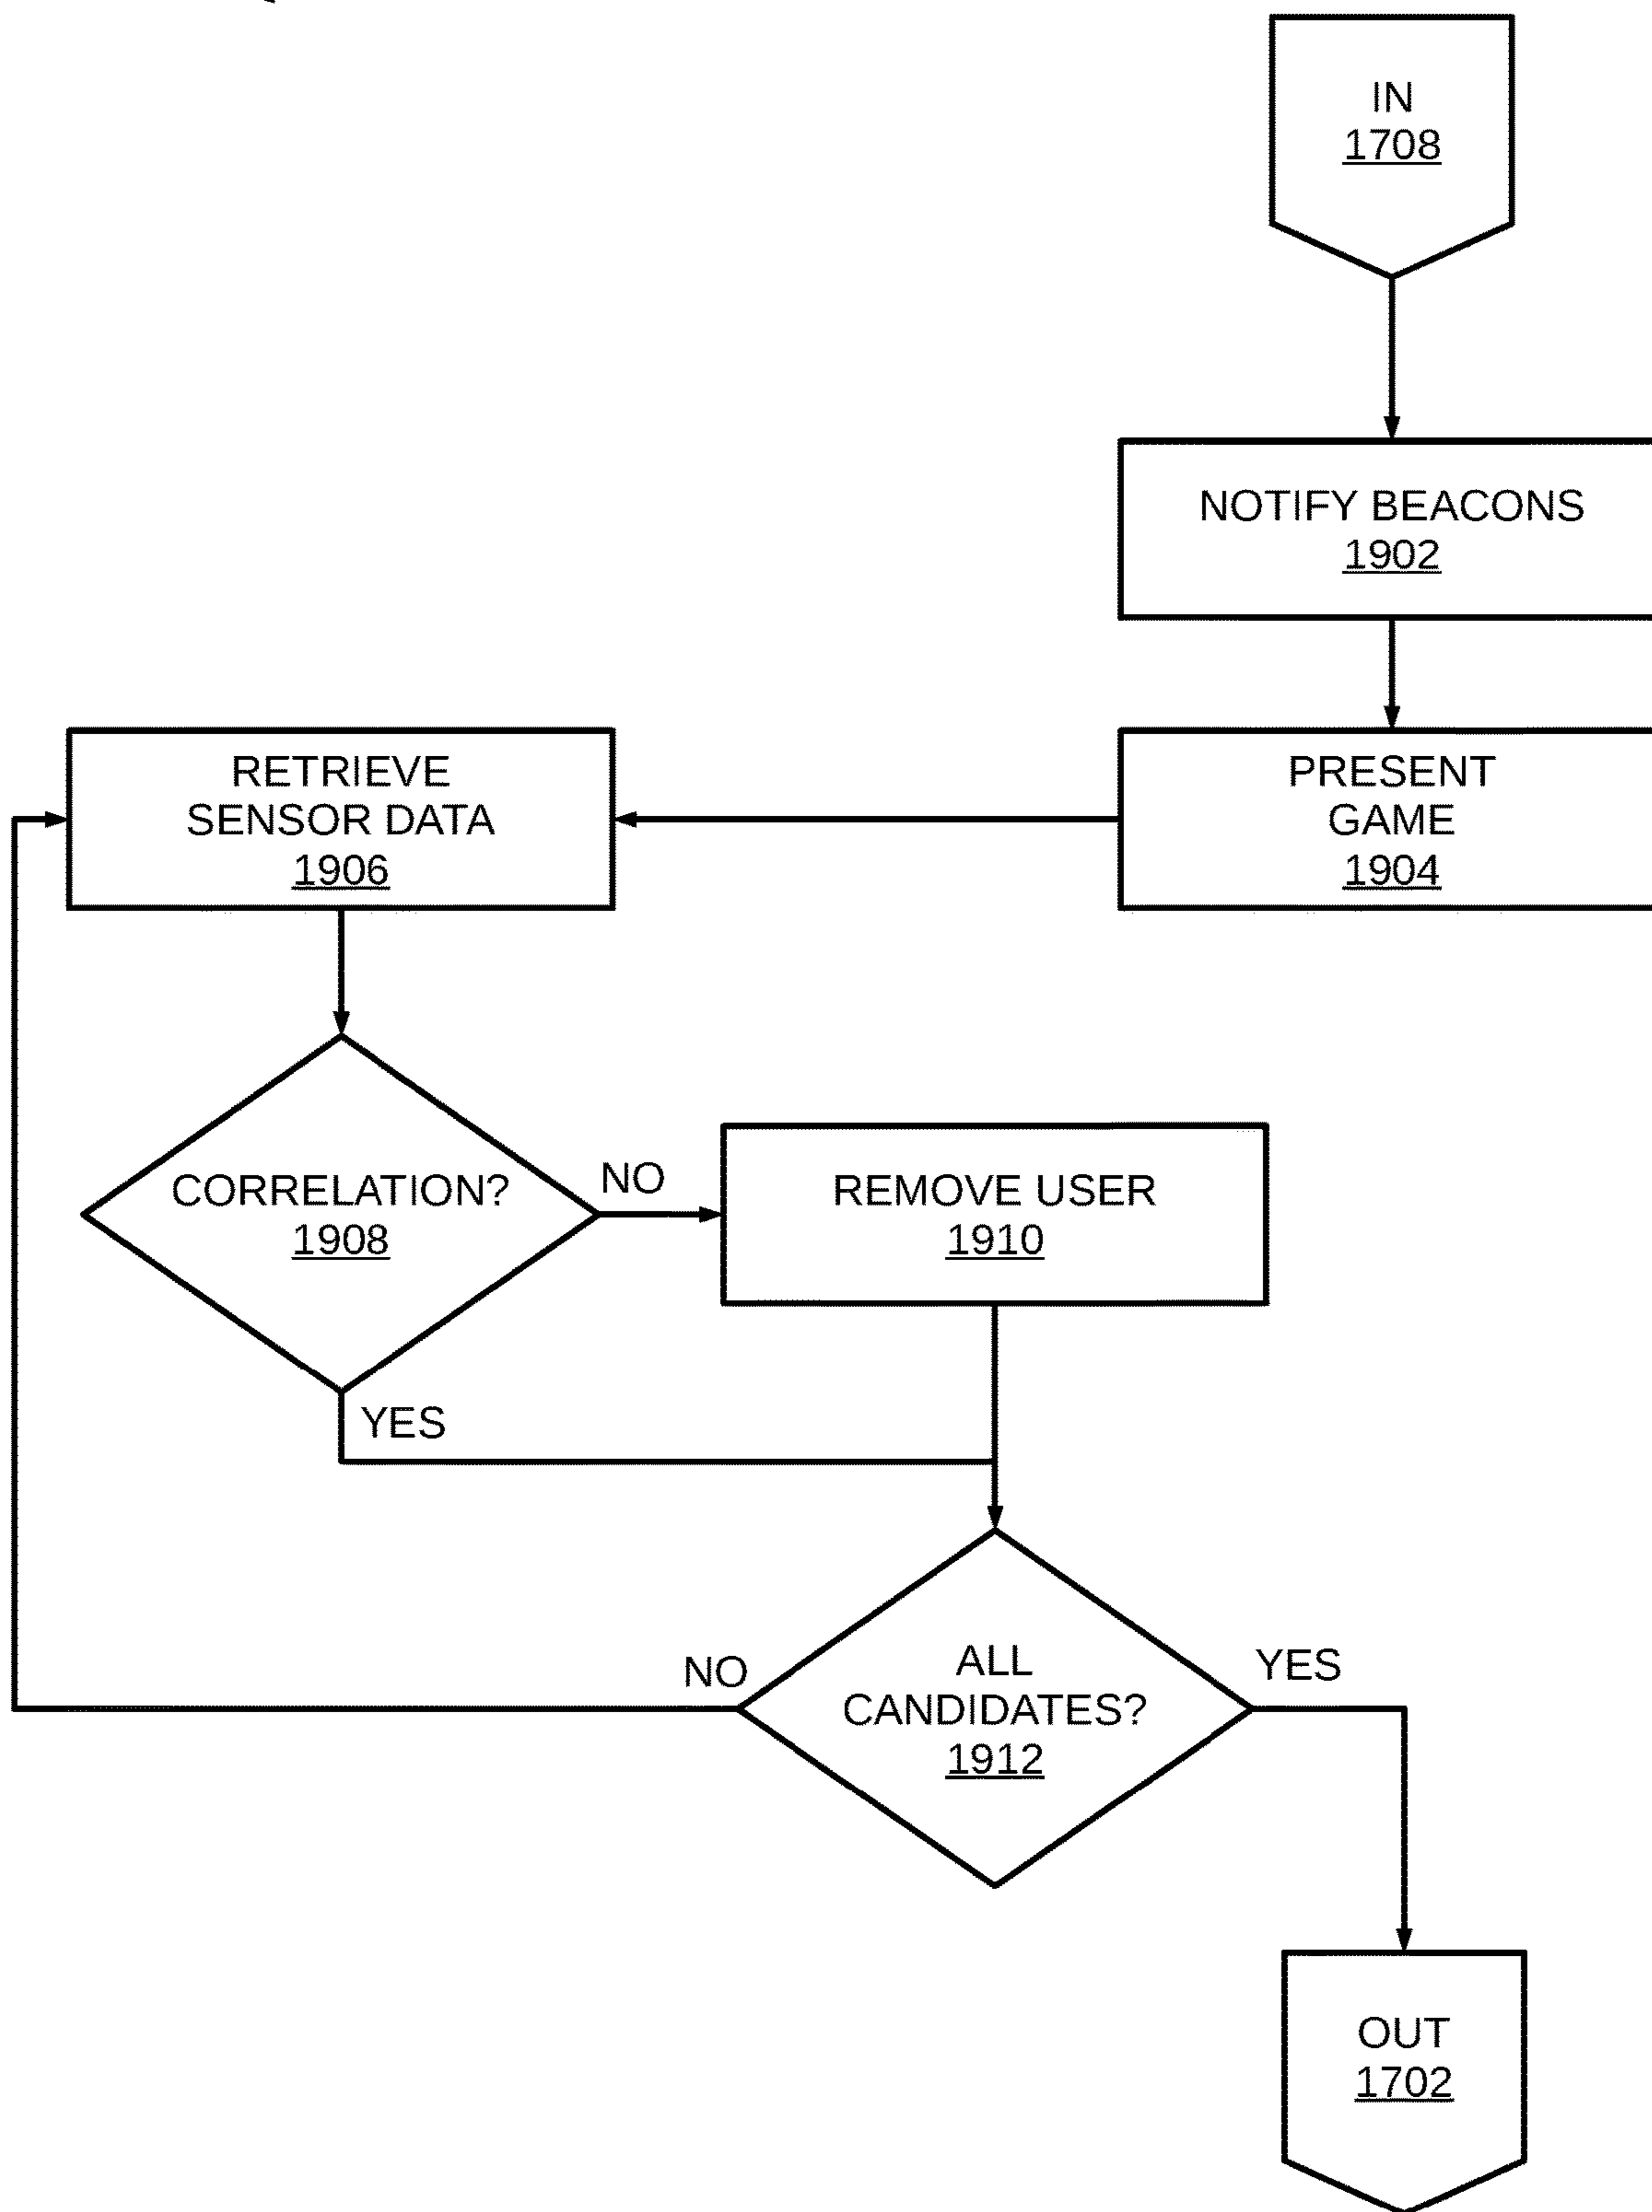 IN
1708
NOTIFY BEACONS
1902
RETRIEVE
SENSOR DATA
1906
PRESENT
GAME
1904
CORRELATION?
1908
NO
REMOVE USER
1910
YES
ALL
CANDIDATES?
1912
NO
YES
OUT
1702